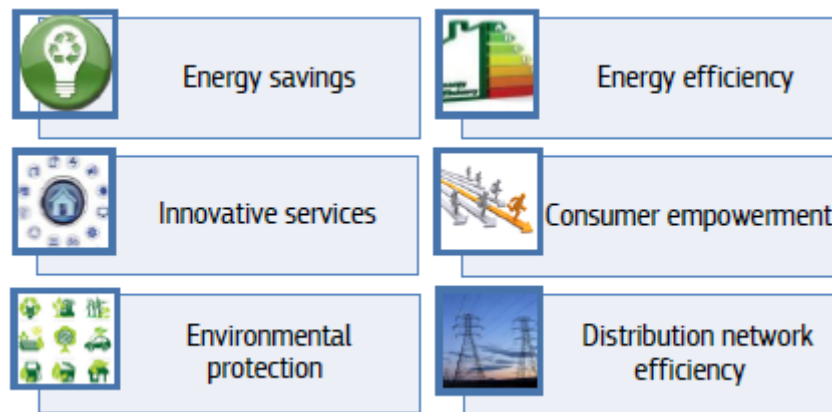 Energy savings
Energy efficiency
Innovative services
Consumer empowerment
Environmental
protection
Distribution network
efficiency